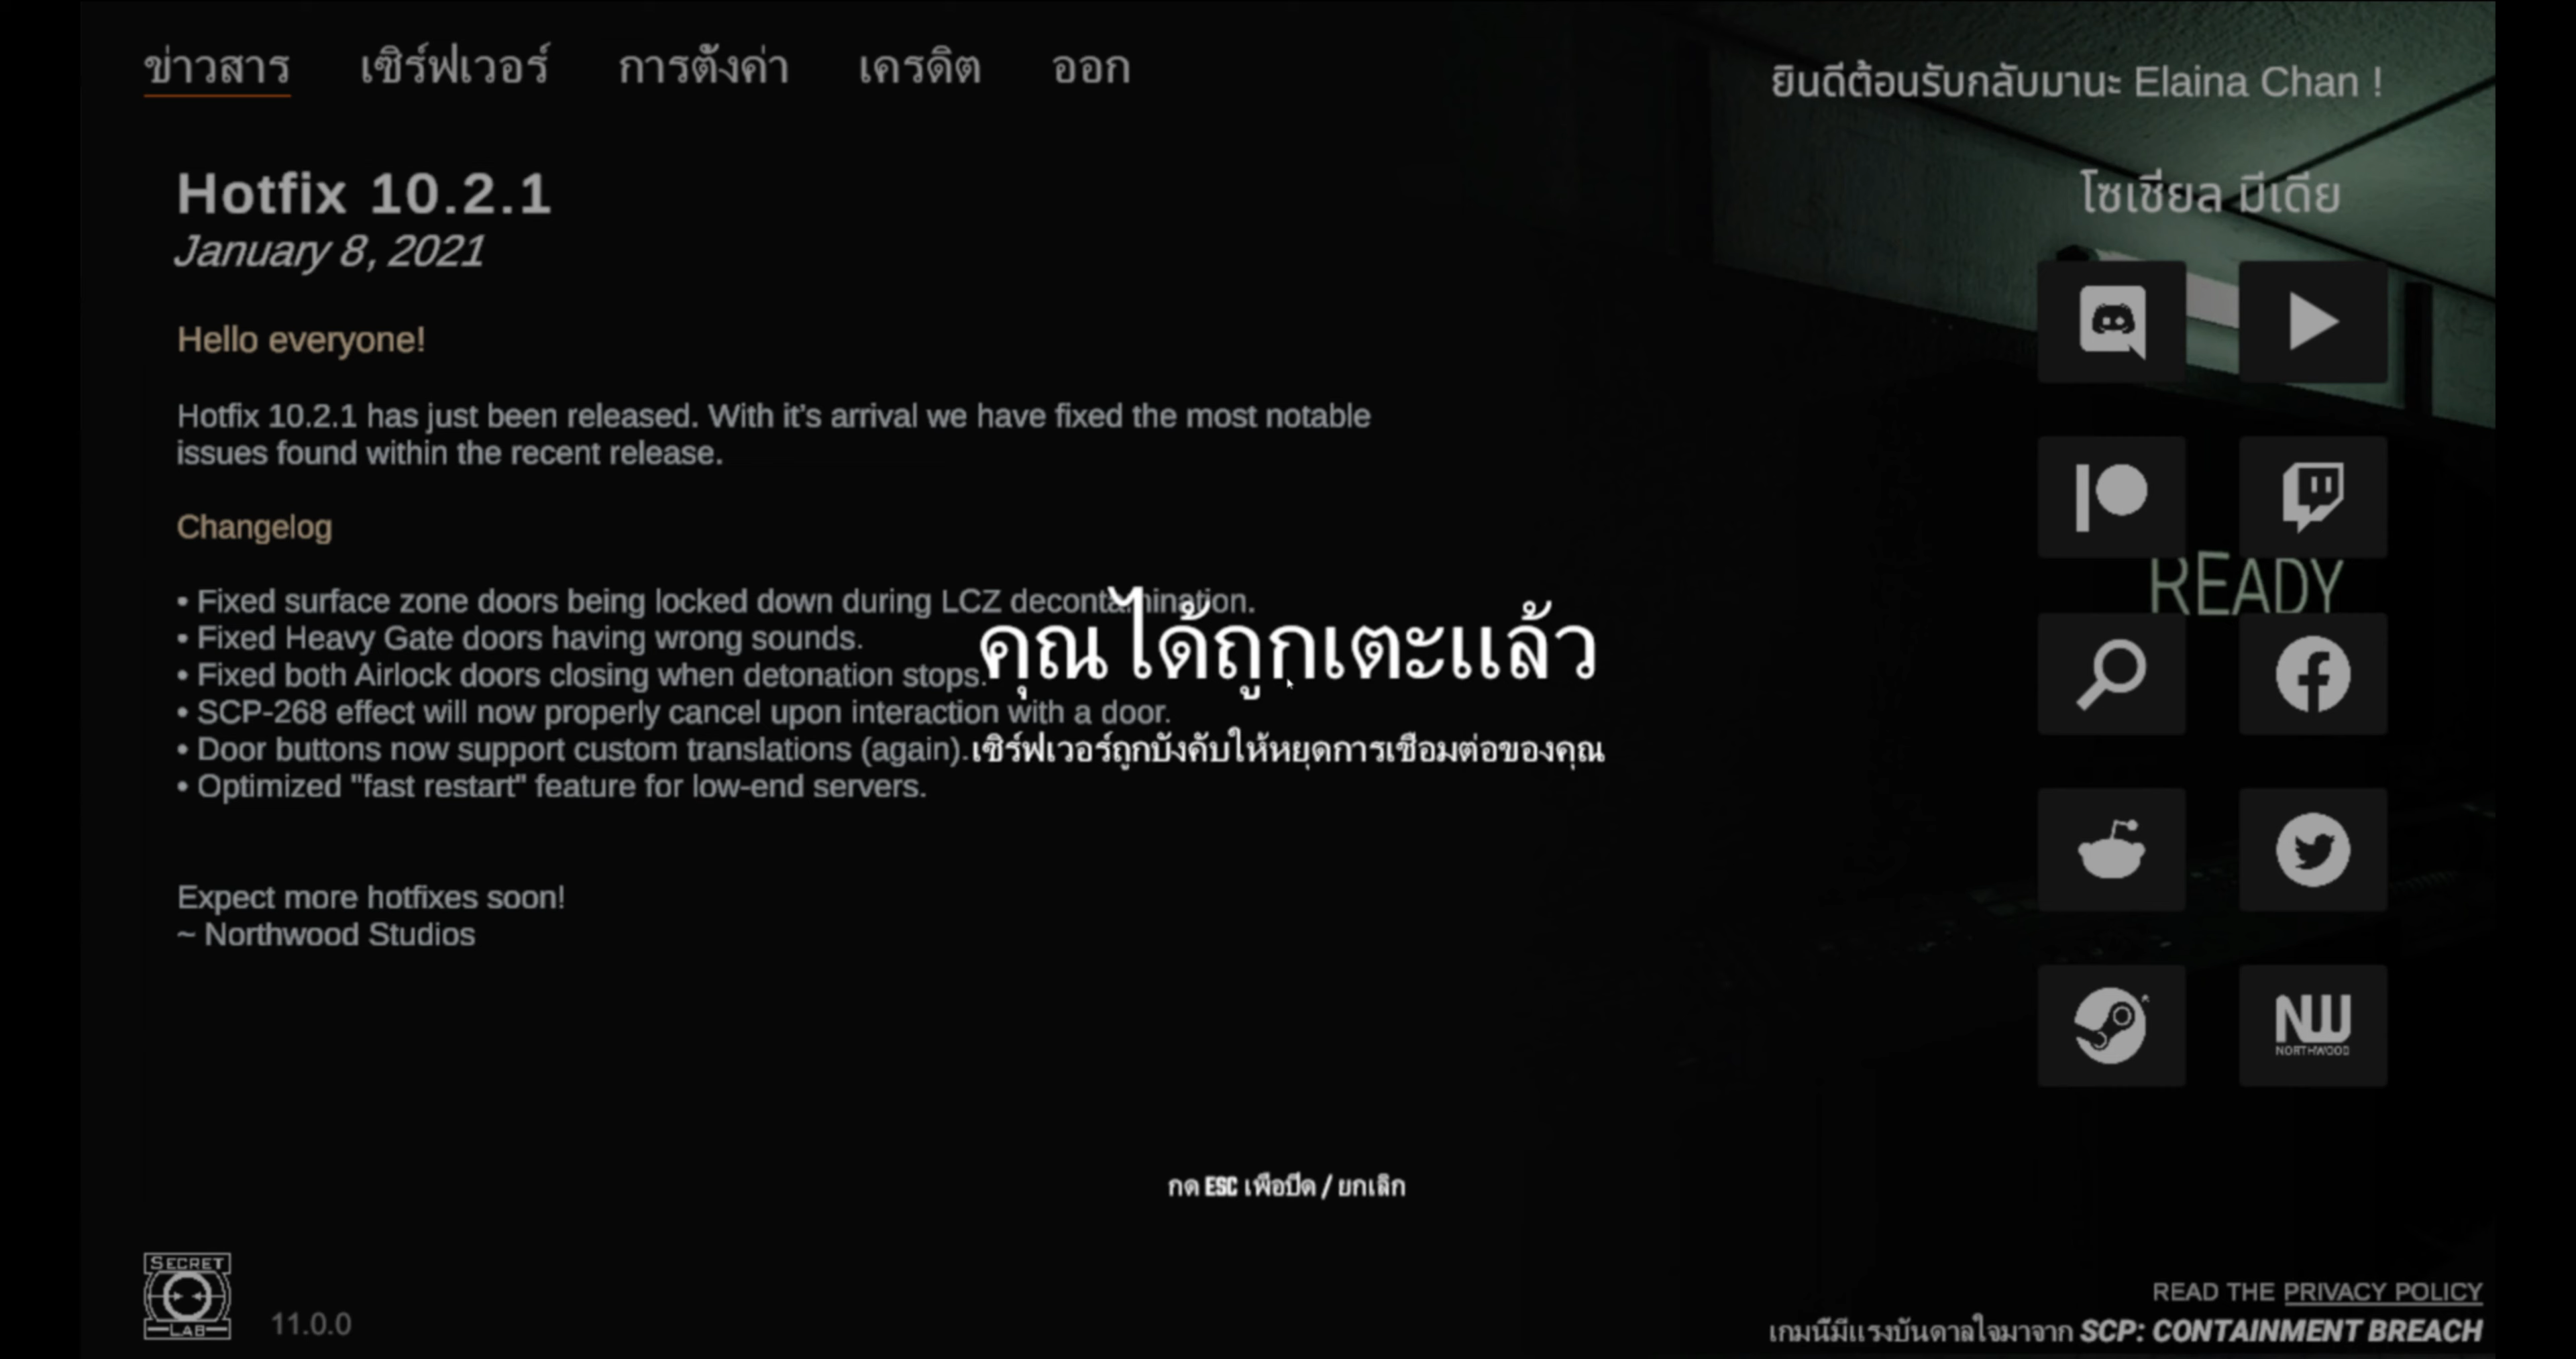 ข่าวสาร เซิร์ฟเวอร์ การตั้งค่า เครดิต ออก
ยินดีต้อนรับกลับมานะ Elaina Chan !
Hotfix 10.2.1
January 8, 2021
โซเชียล มีเดีย
Hello everyone!
Hotfix 10.2.1 has just been released. With it's arrival we have fixed the most notable
issues found within the recent release.
Changelog
READY
• Fixed surface zone doors being locked down during LCZ decontamination.
• Fixed Heavy Gate doors having wrong sounds.
คุณได้ถูกเตะแล้ว
• Fixed both Airlock doors closing when detonation stops.
• SCP-268 effect will now properly cancel upon interaction with a door.
• Door buttons now support custom translations (again).
เซิร์ฟเวอร์ถูกบังคับให้หยุดการเชื่อมต่อของคุณ
• Optimized "fast restart" feature for low-end servers.
Expect more hotfixes soon!
~ Northwood Studios
NW
NORTHWOOD
กด ESC เพื่อปิด / ยกเลิก
SECRET
LAB
11.0.0
READ THE PRIVACY POLICY
เกมนี้มีแรงบันดาลใจมาจาก SCP: CONTAINMENT BREACH